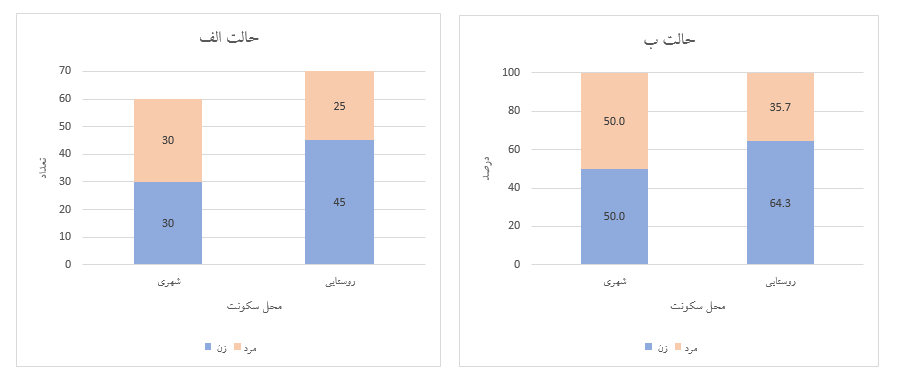 حالت الف
70
60
50
40
30
20
10
0
تعداد
30
30
25
45
شهری
روستایی
محل سکونت
زن
مرد
حالت ب
100
80
60
40
20
0
درصد
50.0
50.0
35.7
64.3
شهری
روستایی
محل سکونت
زن
مرد